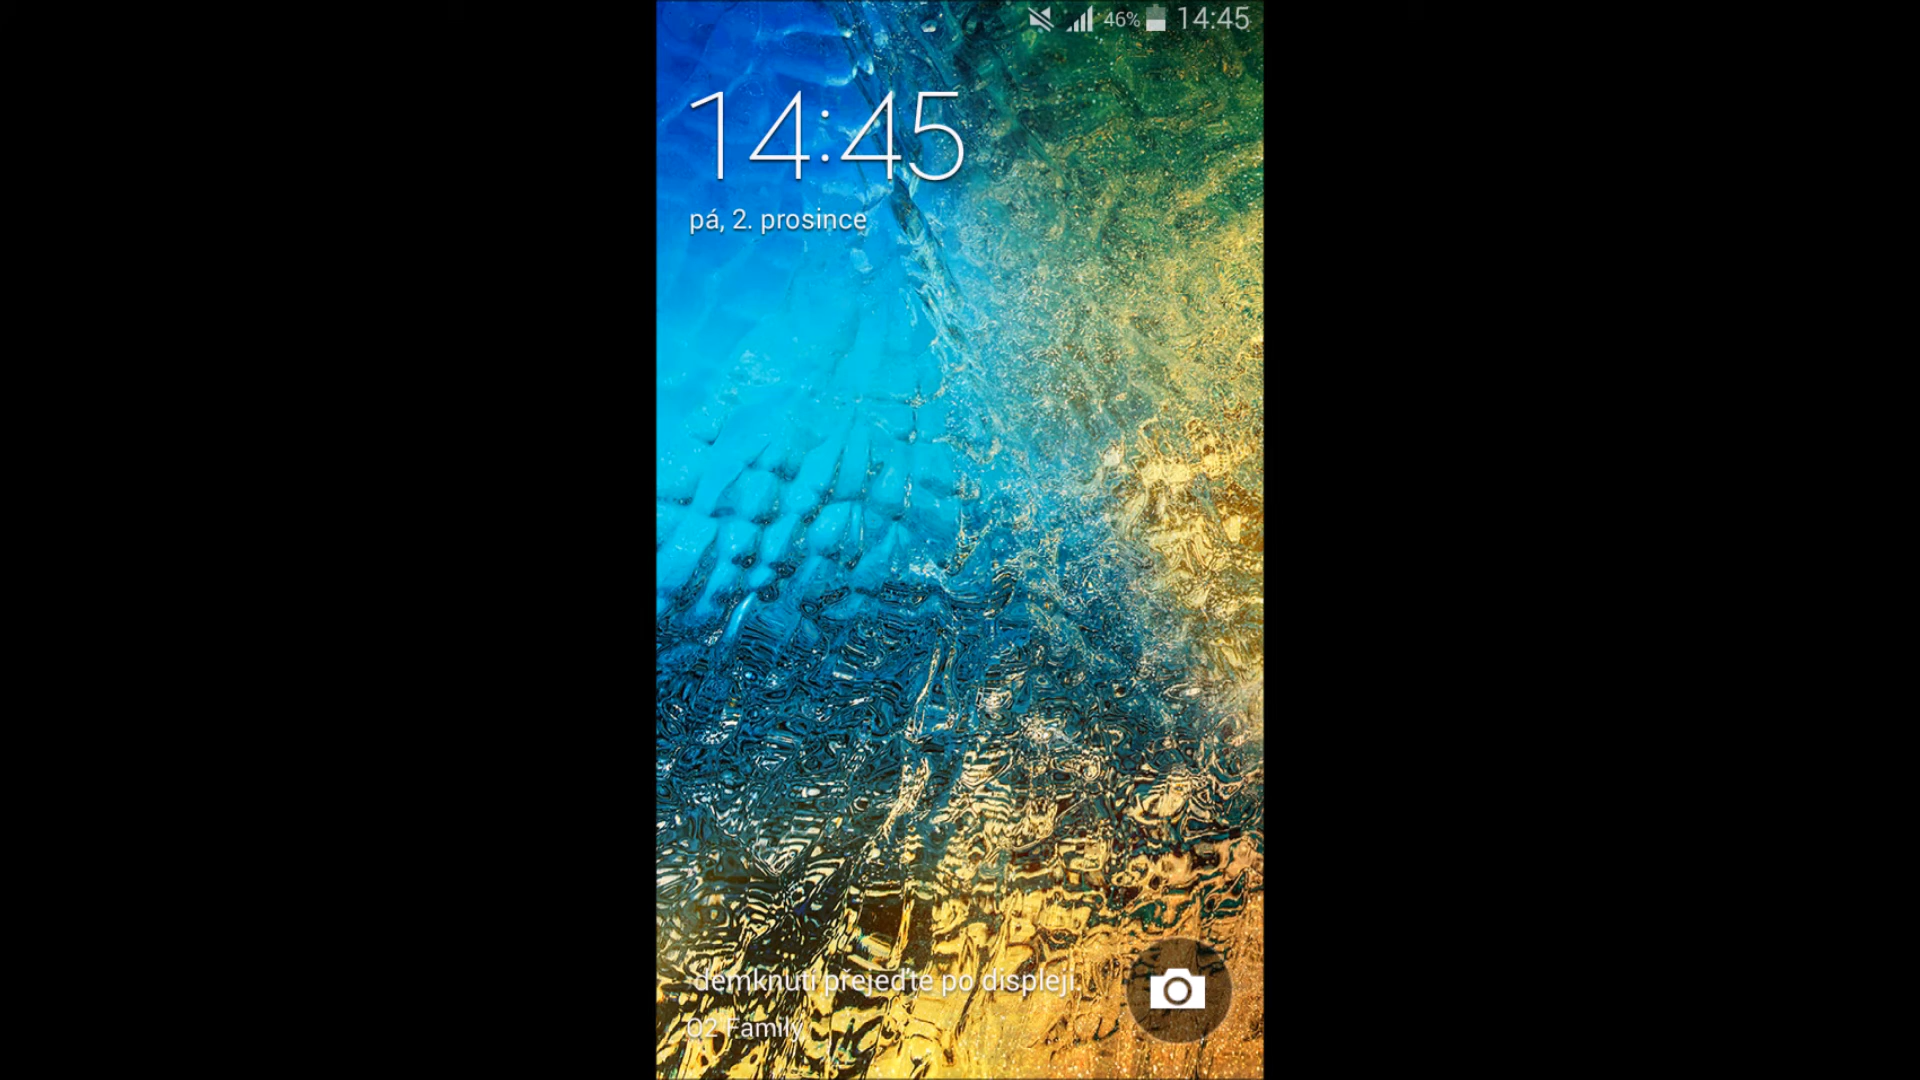 46% 14:45
14:45
pá, 2. prosince
demknutí přejeďte po displeji.
O2 Family